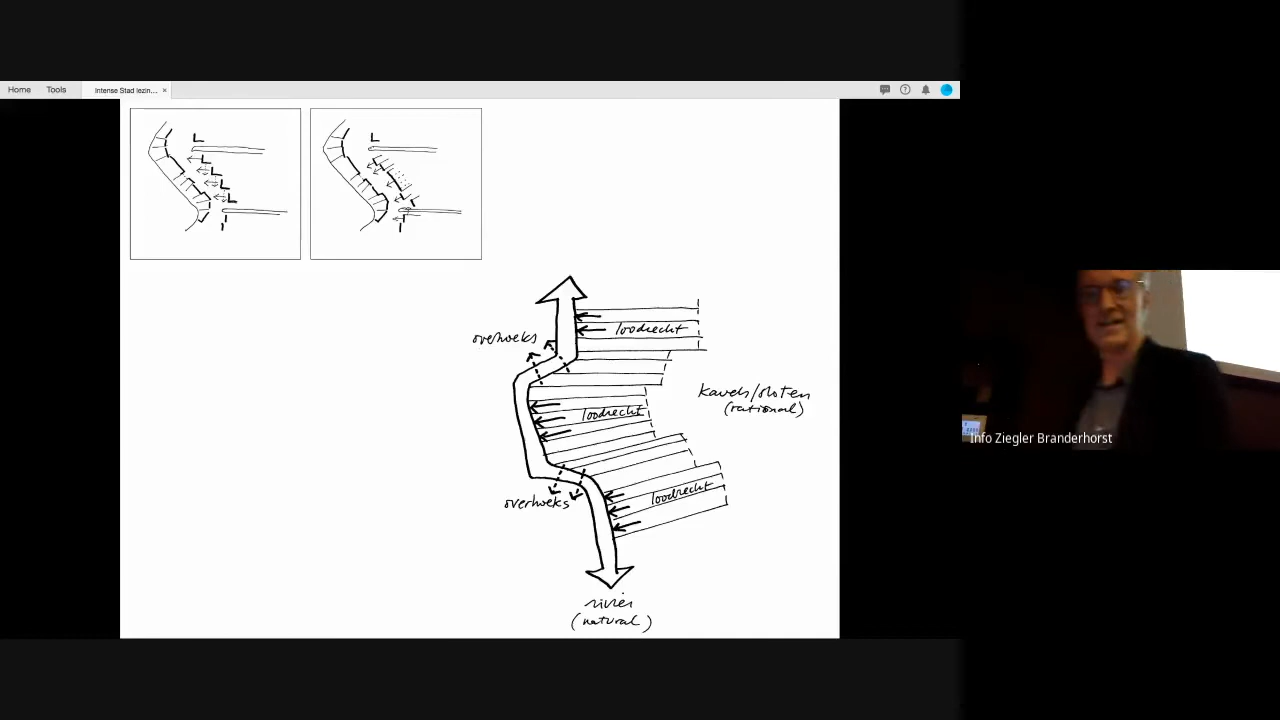 Home Tools Intense Stad lezin... ×
overhoeks
loodrecht
kavels/sloten
(rational)
loodrecht
overhoeks
loodrecht
rivier
(natural)
Info Ziegler Branderhorst